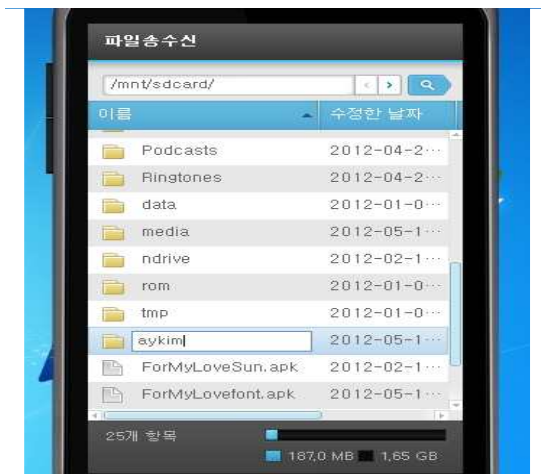 파일송수신
/mnt/sdcard/
이름 수정한 날짜
Podcasts 2012-04-2…
Ringtones 2012-04-2…
data 2012-01-0…
media 2012-05-1…
ndrive 2012-02-1…
rom 2012-01-0…
tmp 2012-01-0…
aykim 2012-05-1…
ForMyLoveSun.apk 2012-02-1…
ForMyLovefont.apk 2012-05-1…
25개 항목
187,0 MB 1,65 GB